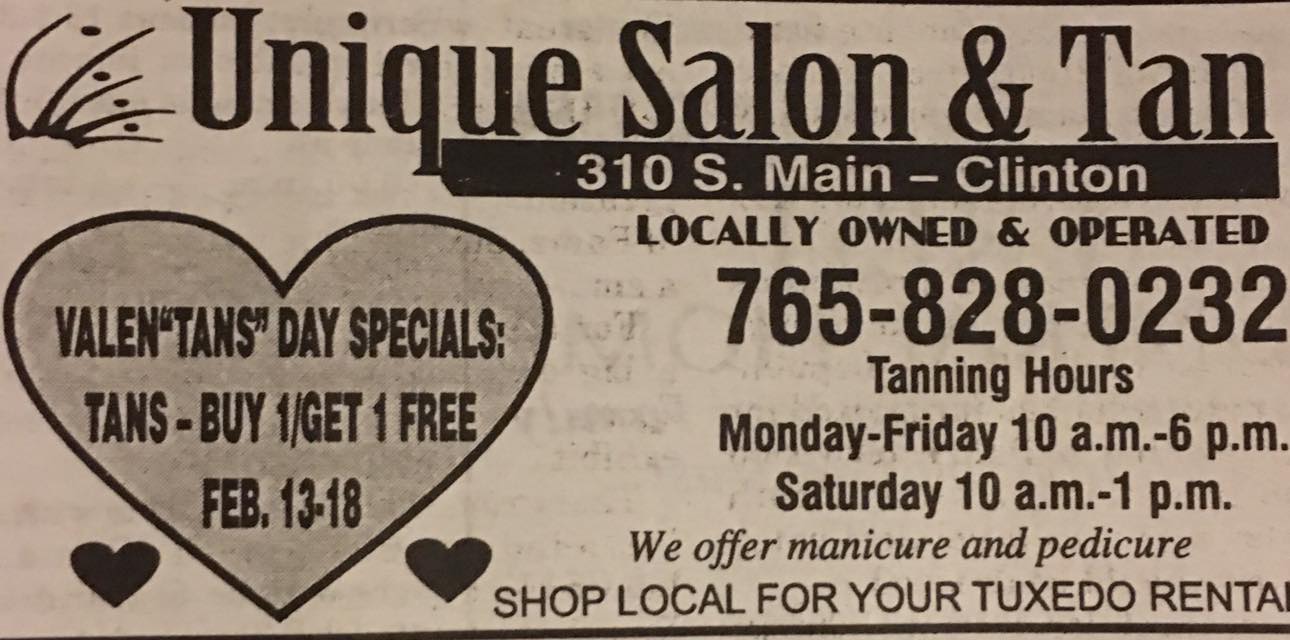 Unique Salon & Tan
310 S. Main – Clinton
LOCALLY OWNED & OPERATED
765-828-0232
Tanning Hours
Monday-Friday 10 a.m.-6 p.m.
Saturday 10 a.m.-1 p.m.
We offer manicure and pedicure
SHOP LOCAL FOR YOUR TUXEDO RENTAL
VALEN“TANS” DAY SPECIALS:
TANS - BUY 1/GET 1 FREE
FEB. 13-18